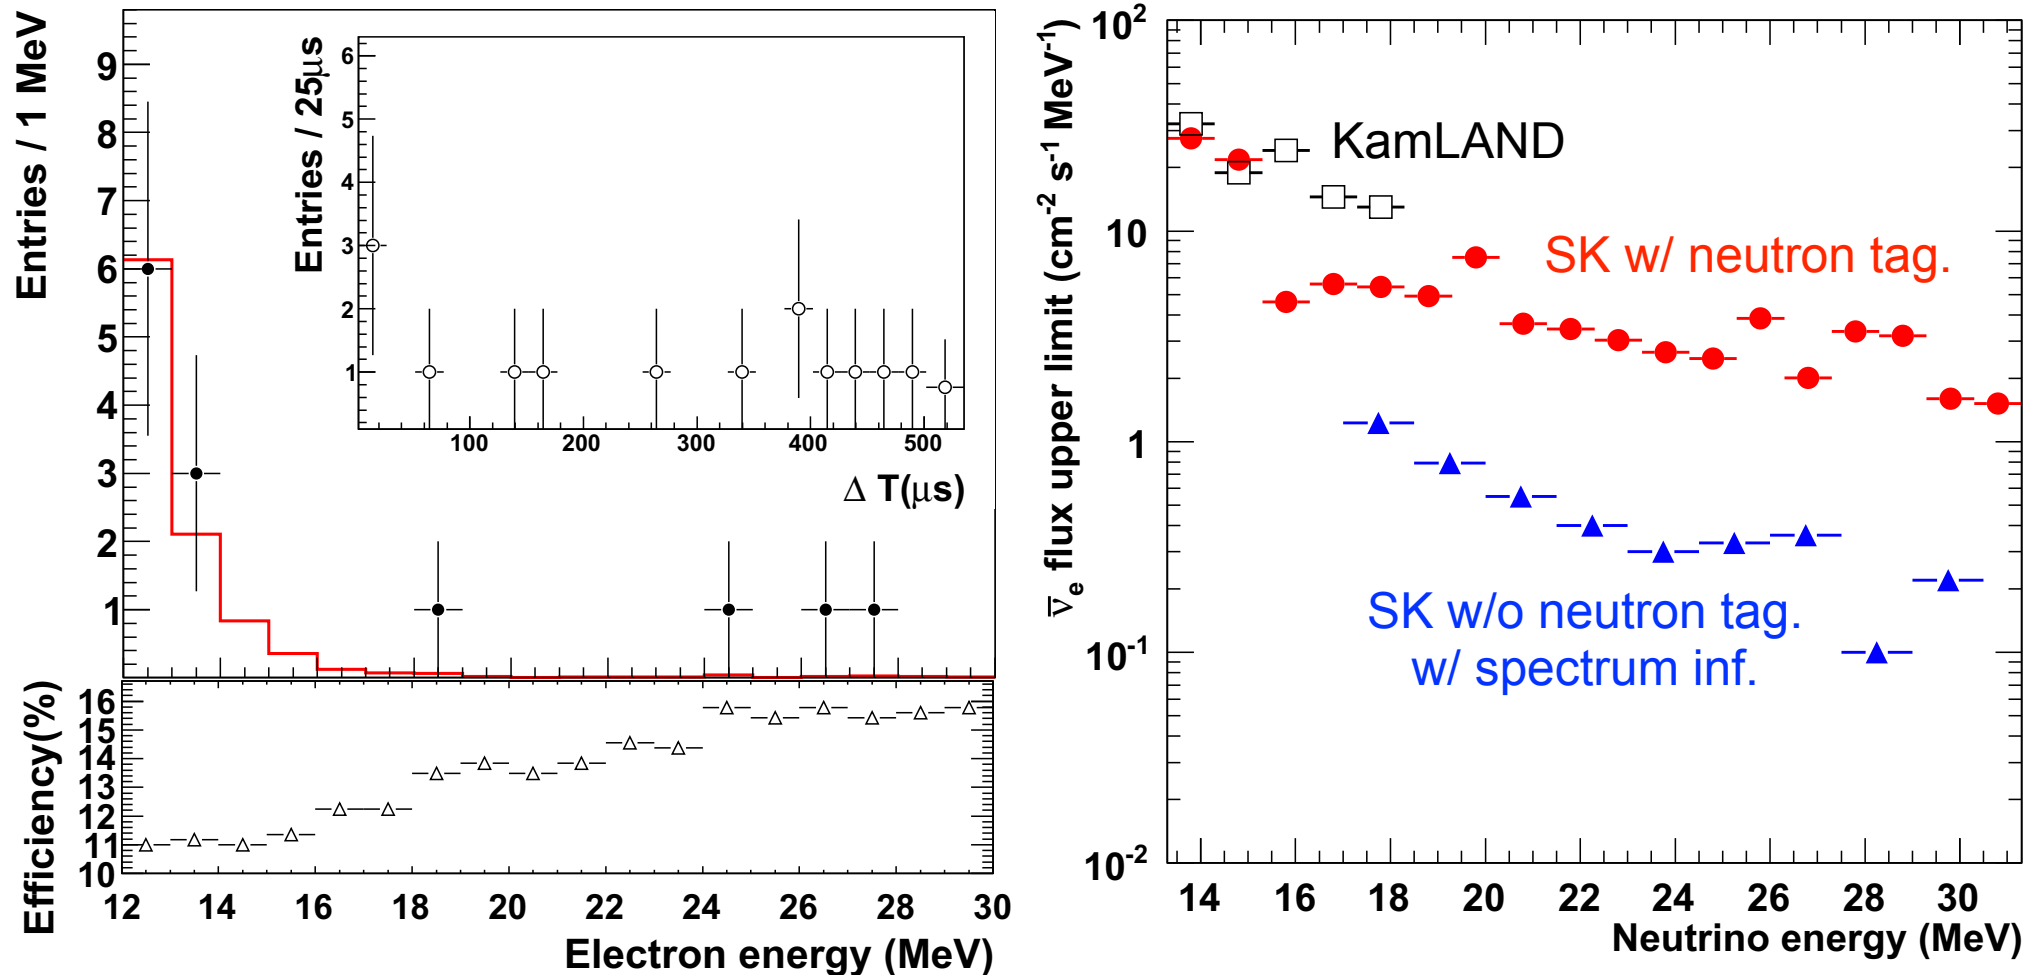 Entries / 1 MeV
9
8
7
6
5
4
3
2
1
Entries / 25μs
6
5
4
3
2
1
100 200 300 400 500
Δ T(μs)
Efficiency(%)
16
15
14
13
12
11
10
12 14 16 18 20 22 24 26 28 30
Electron energy (MeV)
ν̅e flux upper limit (cm⁻² s⁻¹ MeV⁻¹)
10²
10
1
10⁻¹
10⁻²
KamLAND
SK w/ neutron tag.
SK w/o neutron tag.
w/ spectrum inf.
14 16 18 20 22 24 26 28 30
Neutrino energy (MeV)